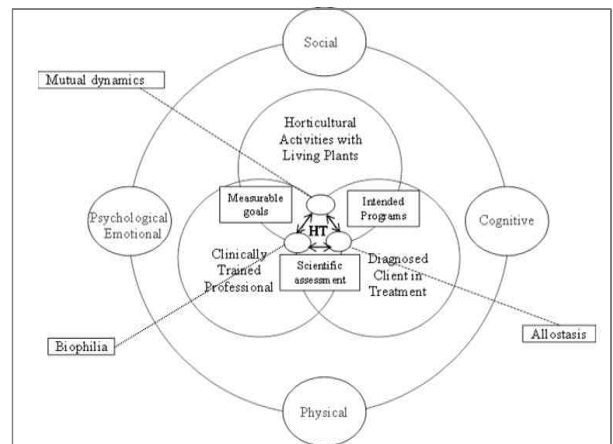 Social
Mutual dynamics
Horticultural
Activities with
Living Plants
Measurable
goals
Intended
Programs
Psychological
Emotional
Cognitive
HT
Clinically
Trained
Professional
Scientific
assessment
Diagnosed
Client in
Treatment
Biophilia
Allostasis
Physical